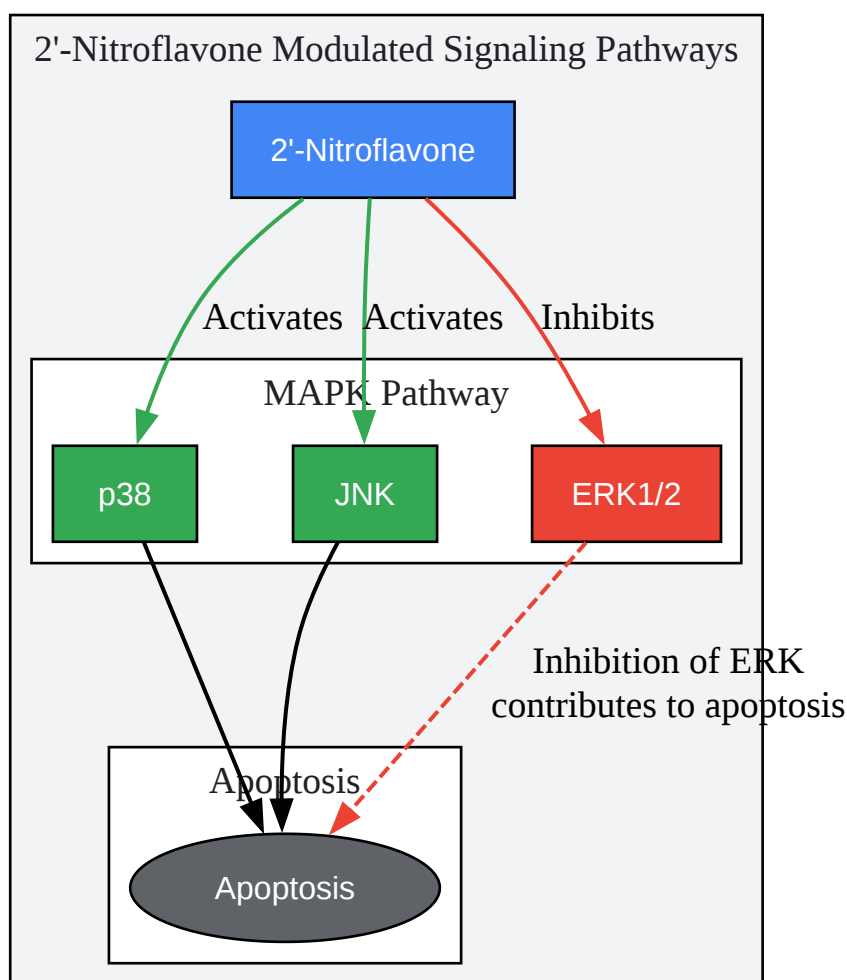 2'-Nitroflavone Modulated Signaling Pathways
2'-Nitroflavone
Activates
Activates
Inhibits
MAPK Pathway
p38
JNK
ERK1/2
Inhibition of ERK
contributes to apoptosis
Apoptosis
Apoptosis